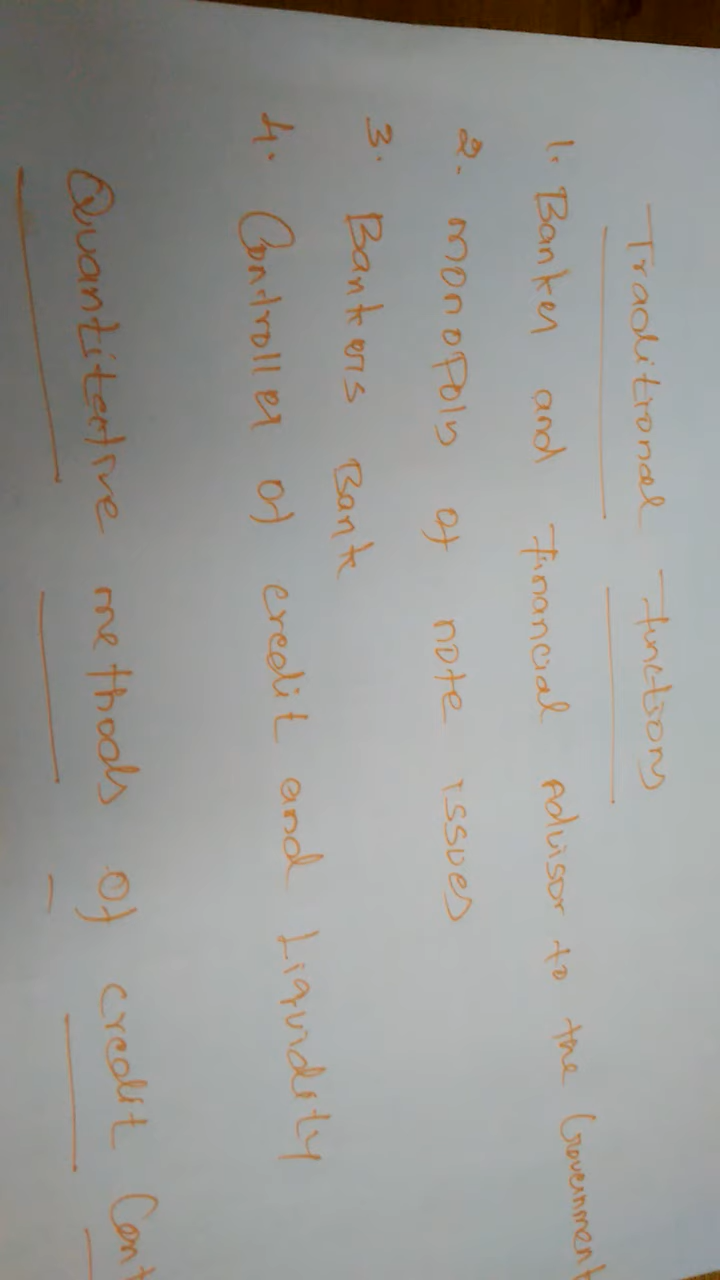 Traditional Functions
1. Banker and Financial Advisor to the Government
2. monopoly of note issues
3. Bankers Bank
4. Controller of credit and Liquidity
Quantitative methods of credit Cont